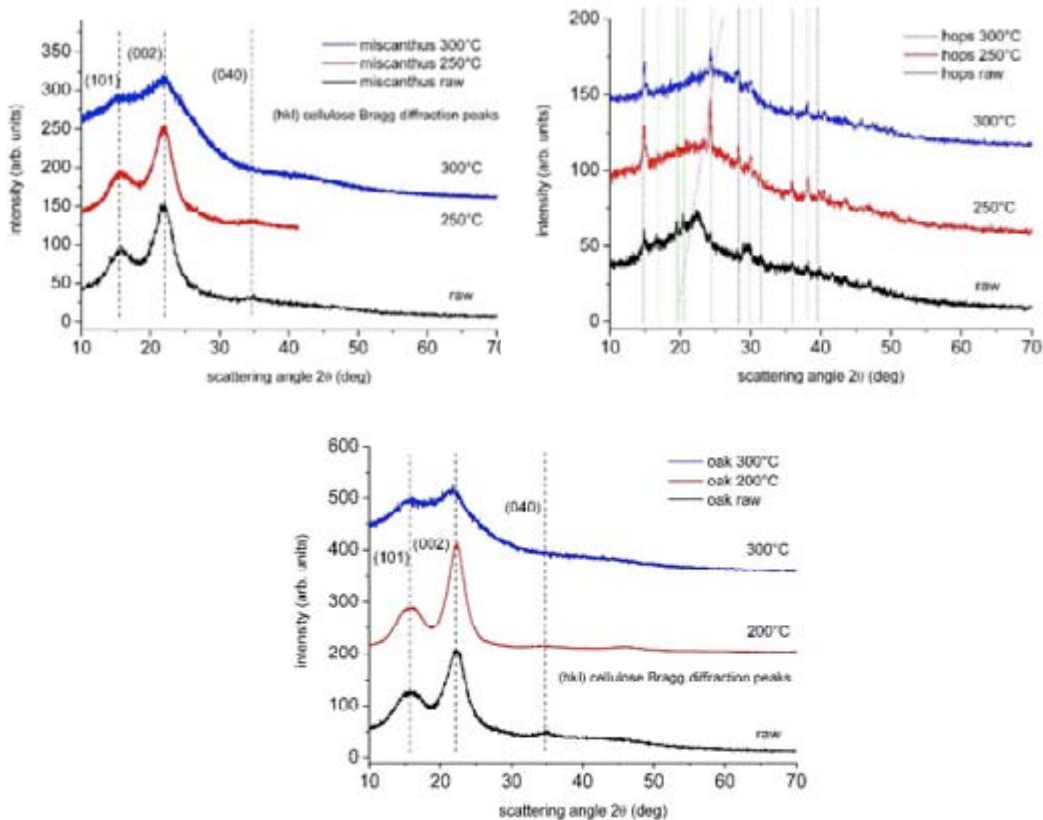 350
300
250
200
150
100
50
0
intensity (arb. units)
(101)
(002)
(040)
miscanthus 300°C
miscanthus 250°C
miscanthus raw
(hkl) cellulose Bragg diffraction peaks
300°C
250°C
raw
10 20 30 40 50 60 70
scattering angle 2θ (deg)
200
150
100
50
0
intensity (arb. units)
hops 300°C
hops 250°C
hops raw
300°C
250°C
raw
10 20 30 40 50 60 70
scattering angle 2θ (deg)
600
500
400
300
200
100
0
intensty (arb. units)
(101)
(002)
(040)
oak 300°C
oak 200°C
oak raw
300°C
200°C
(hkl) cellulose Bragg diffraction peaks
raw
10 20 30 40 50 60 70
scattering angle 2θ (deg)